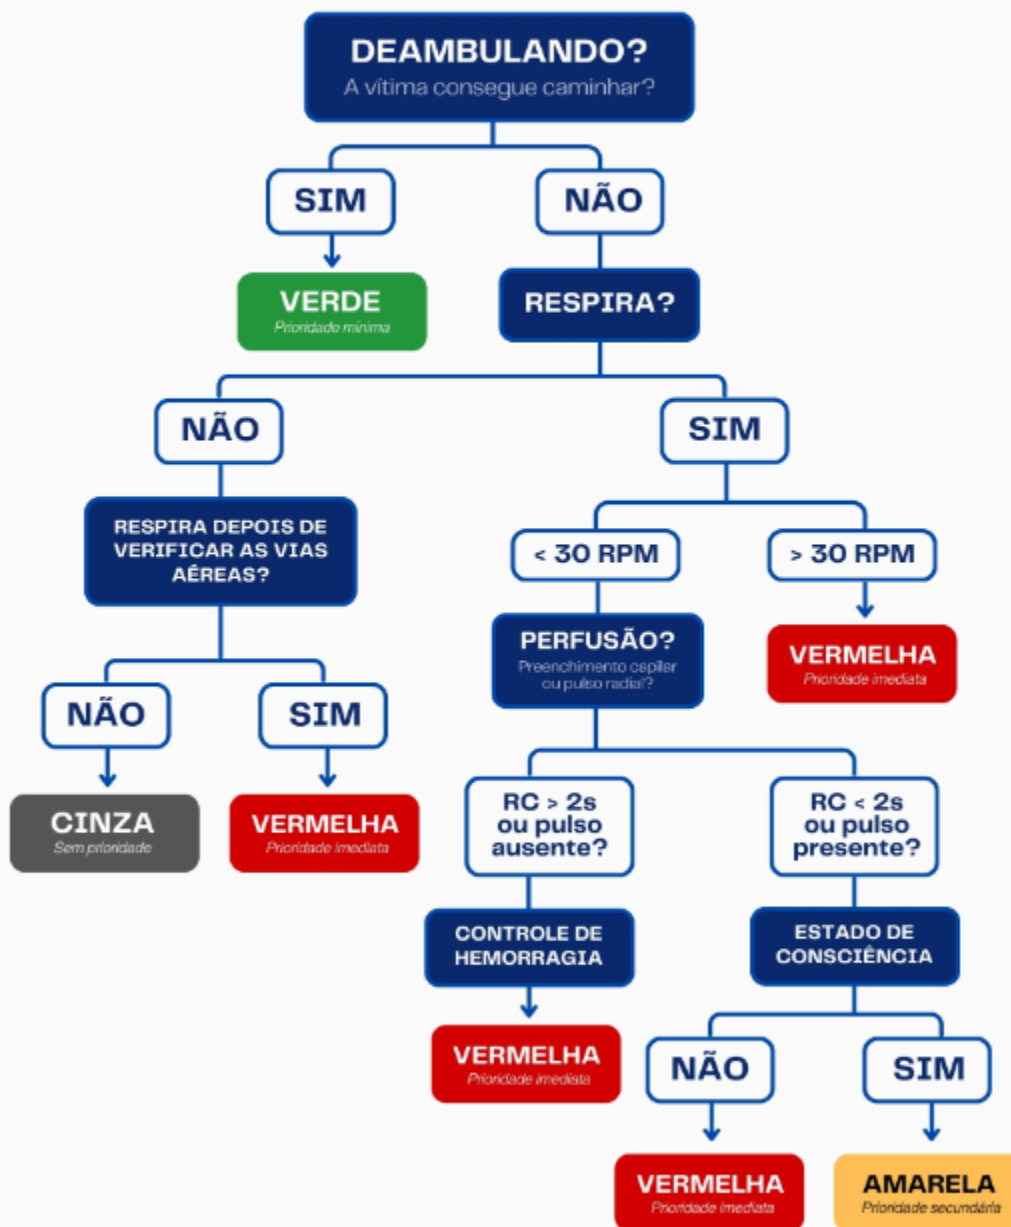 DEAMBULANDO?
A vítima consegue caminhar?
SIM
NÃO
VERDE
Prioridade mínima
RESPIRA?
NÃO
SIM
RESPIRA DEPOIS DE
VERIFICAR AS VIAS
AÉREAS?
< 30 RPM
> 30 RPM
PERFUSÃO?
Preenchimento capilar
ou pulso radial?
VERMELHA
Prioridade imediata
NÃO
SIM
CINZA
Sem prioridade
VERMELHA
Prioridade imediata
RC > 2s
ou pulso
ausente?
RC < 2s
ou pulso
presente?
CONTROLE DE
HEMORRAGIA
ESTADO DE
CONSCIÊNCIA
VERMELHA
Prioridade imediata
NÃO
SIM
VERMELHA
Prioridade imediata
AMARELA
Prioridade secundária